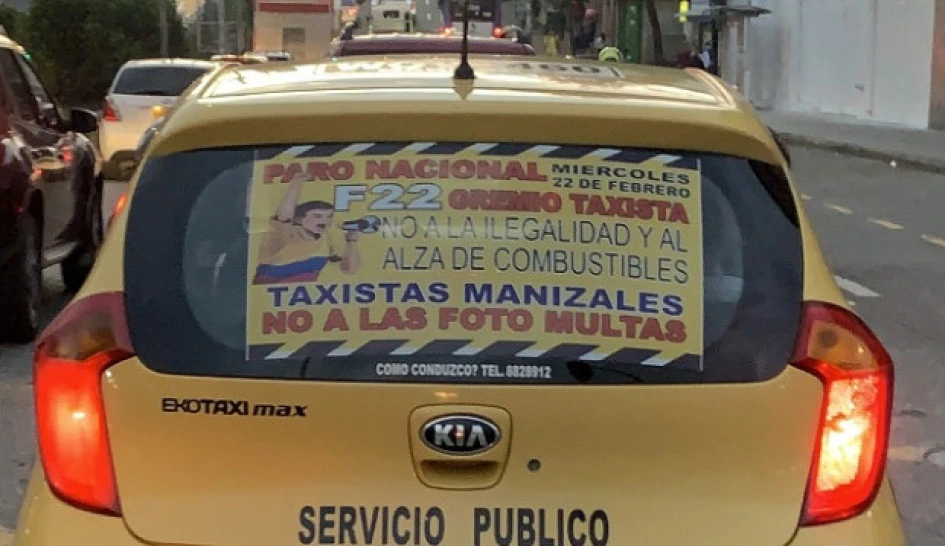 PARO NACIONAL MIERCOLES
22 DE FEBRERO
F22 GREMIO TAXISTA
NO A LA ILEGALIDAD Y AL
ALZA DE COMBUSTIBLES
TAXISTAS MANIZALES
NO A LAS FOTO MULTAS
COMO CONDUZCO? TEL. 8828912
EKOTAXI max
KIA
SERVICIO PUBLICO